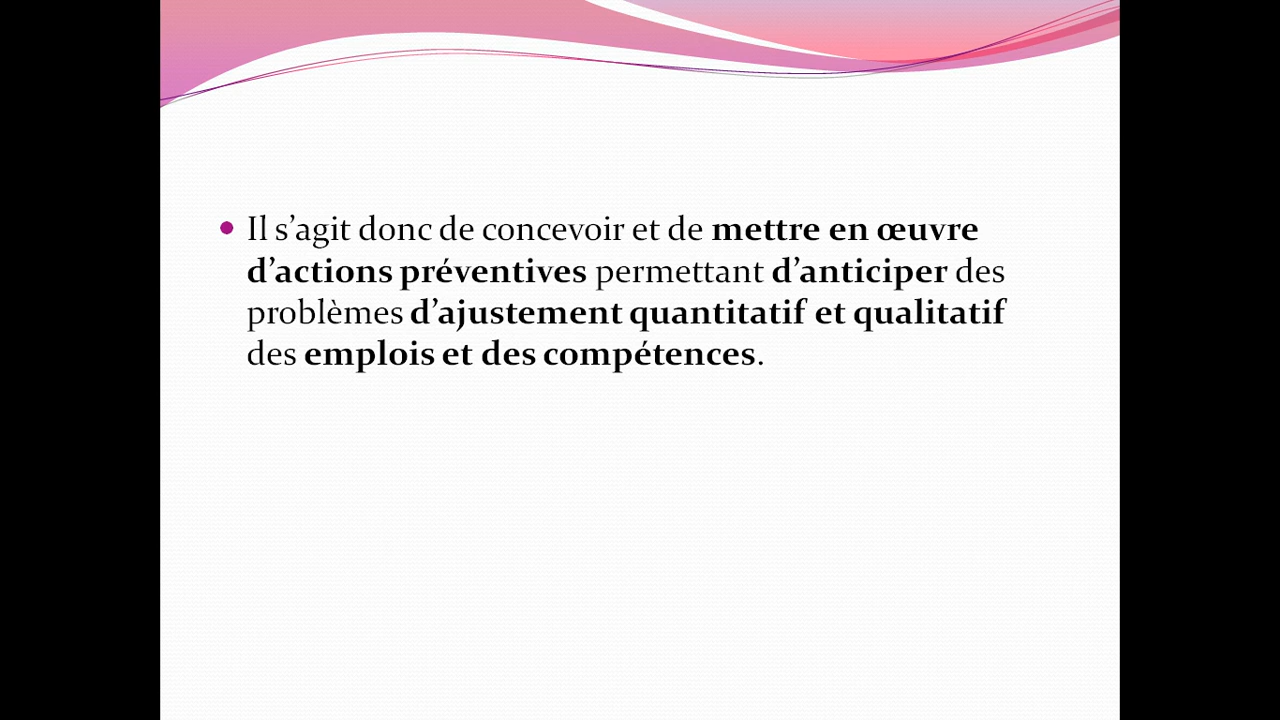 Il s’agit donc de concevoir et de mettre en œuvre
d’actions préventives permettant d’anticiper des
problèmes d’ajustement quantitatif et qualitatif
des emplois et des compétences.